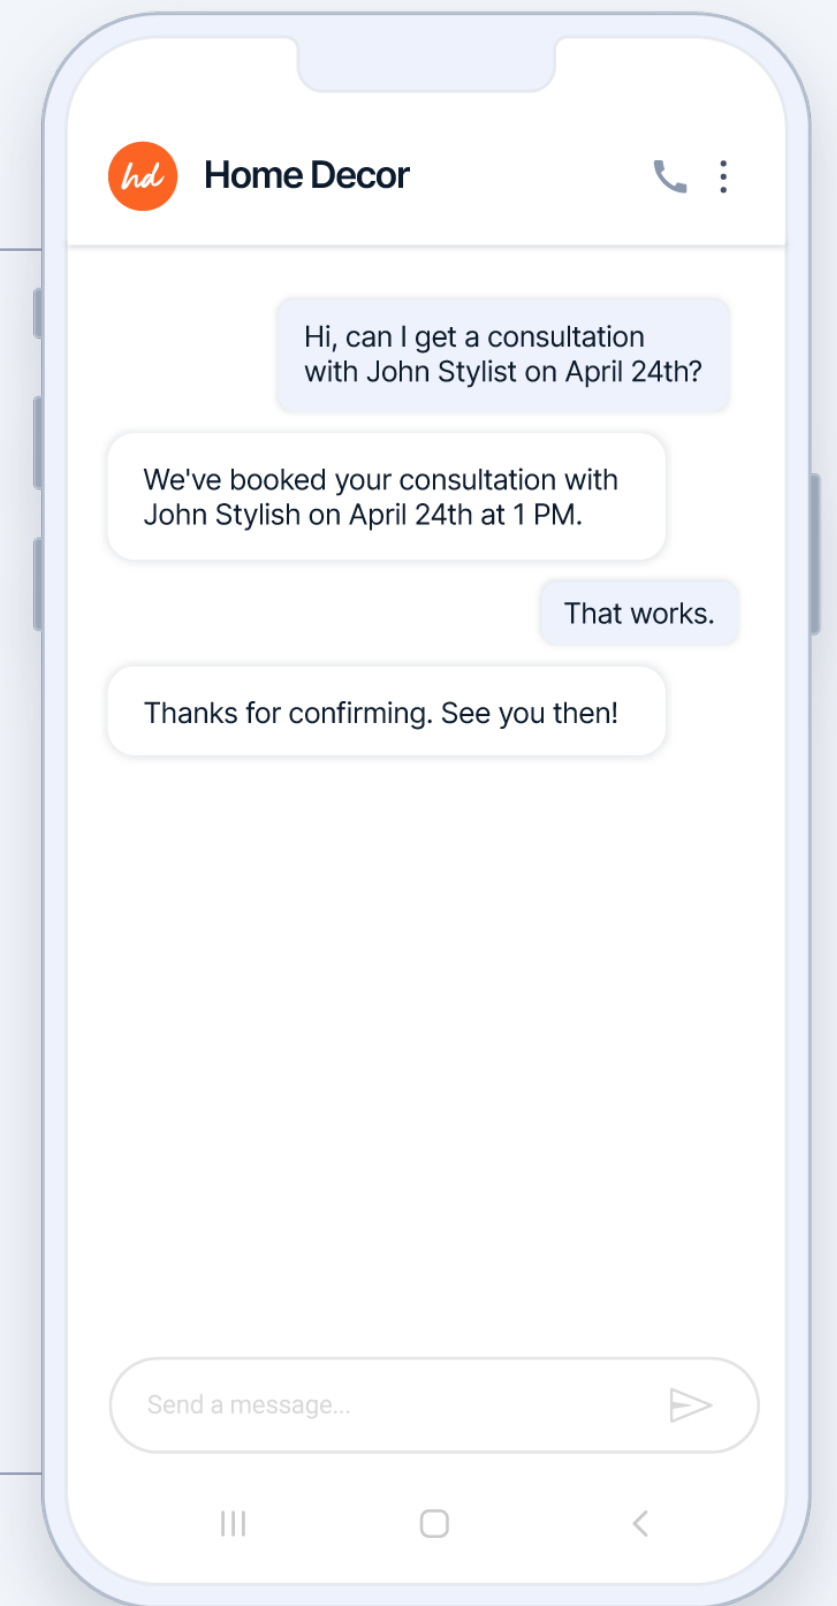 hd
Home Decor
Hi, can I get a consultation
with John Stylist on April 24th?
We've booked your consultation with
John Stylish on April 24th at 1 PM.
That works.
Thanks for confirming. See you then!
Send a message...